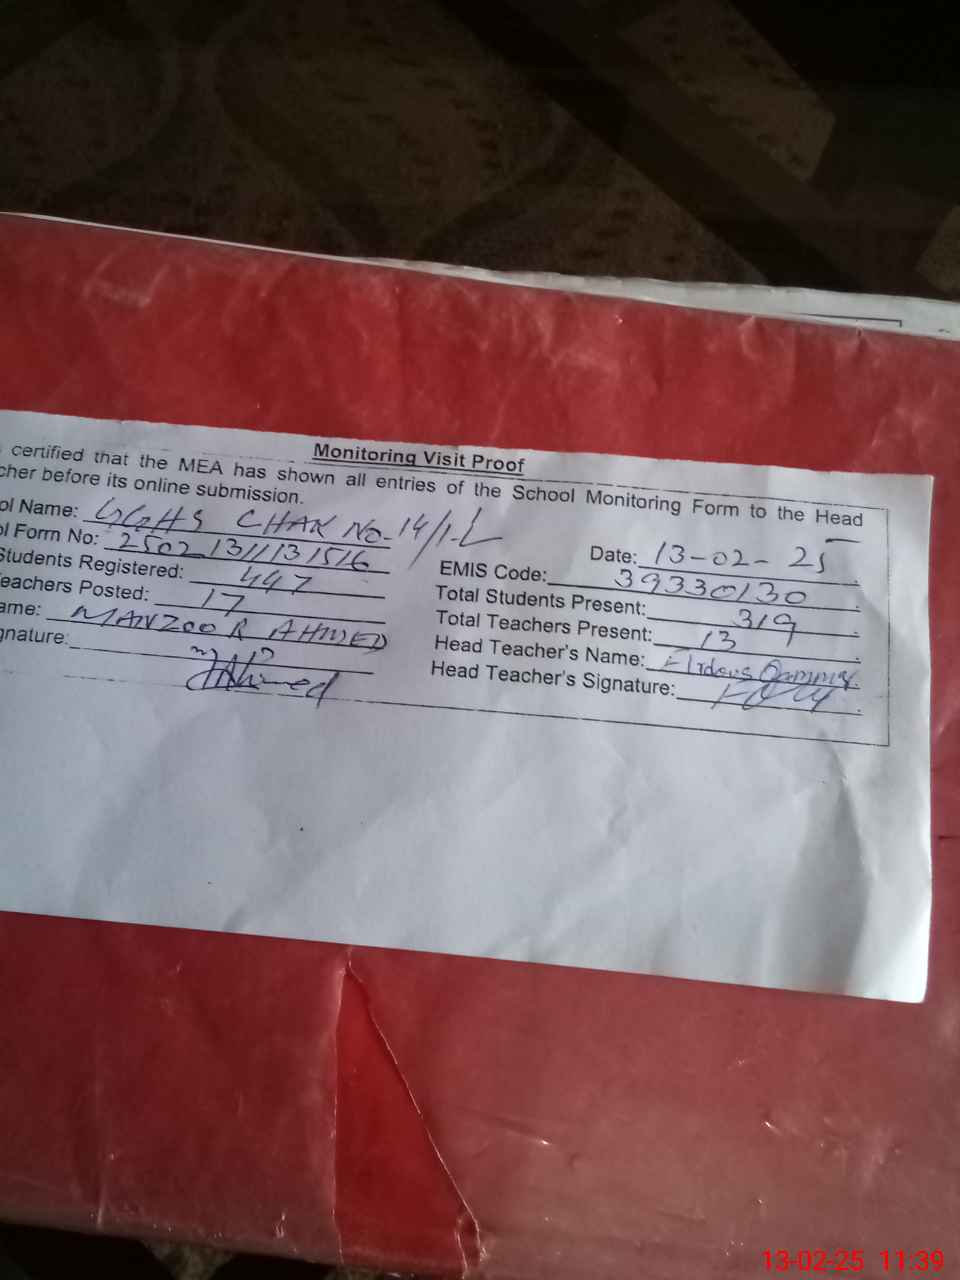 Monitoring Visit Proof
certified that the MEA has shown all entries of the School Monitoring Form to the Head
cher before its online submission.
ol Name: GGHS CHAK No. 14/1-L
Date: 13-02-25
ol Form No: 25021311131516
EMIS Code: 39330130
Students Registered: 447
Total Students Present: 319
eachers Posted: 17
Total Teachers Present: 13
ame: MANZOOR AHMED
Head Teacher's Name: Firdous
gnature: Ahmed
Head Teacher's Signature:
13-02-25 11:39